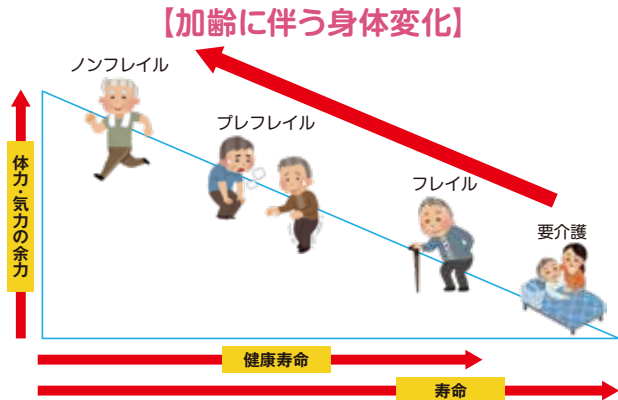 【加齢に伴う身体変化】
ノンフレイル
プレフレイル
フレイル
要介護
体力・気力の余力
健康寿命
寿命